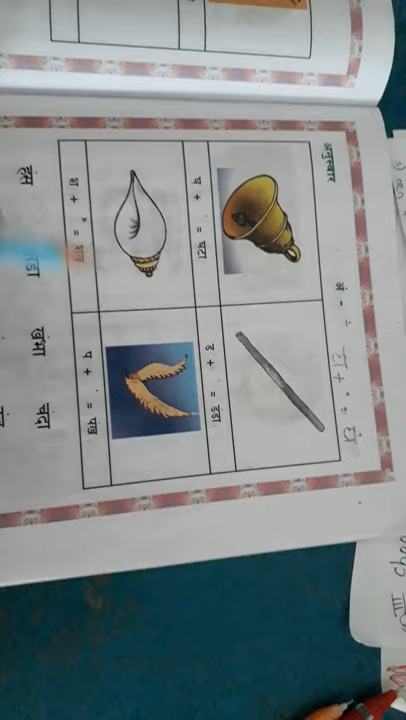 अनुस्वार अं - ं घ + ं = घं
घ + ं = घंटा ड + ं = डंडा
श + ं = प + ं = पंख
हंस खंभा चंदा